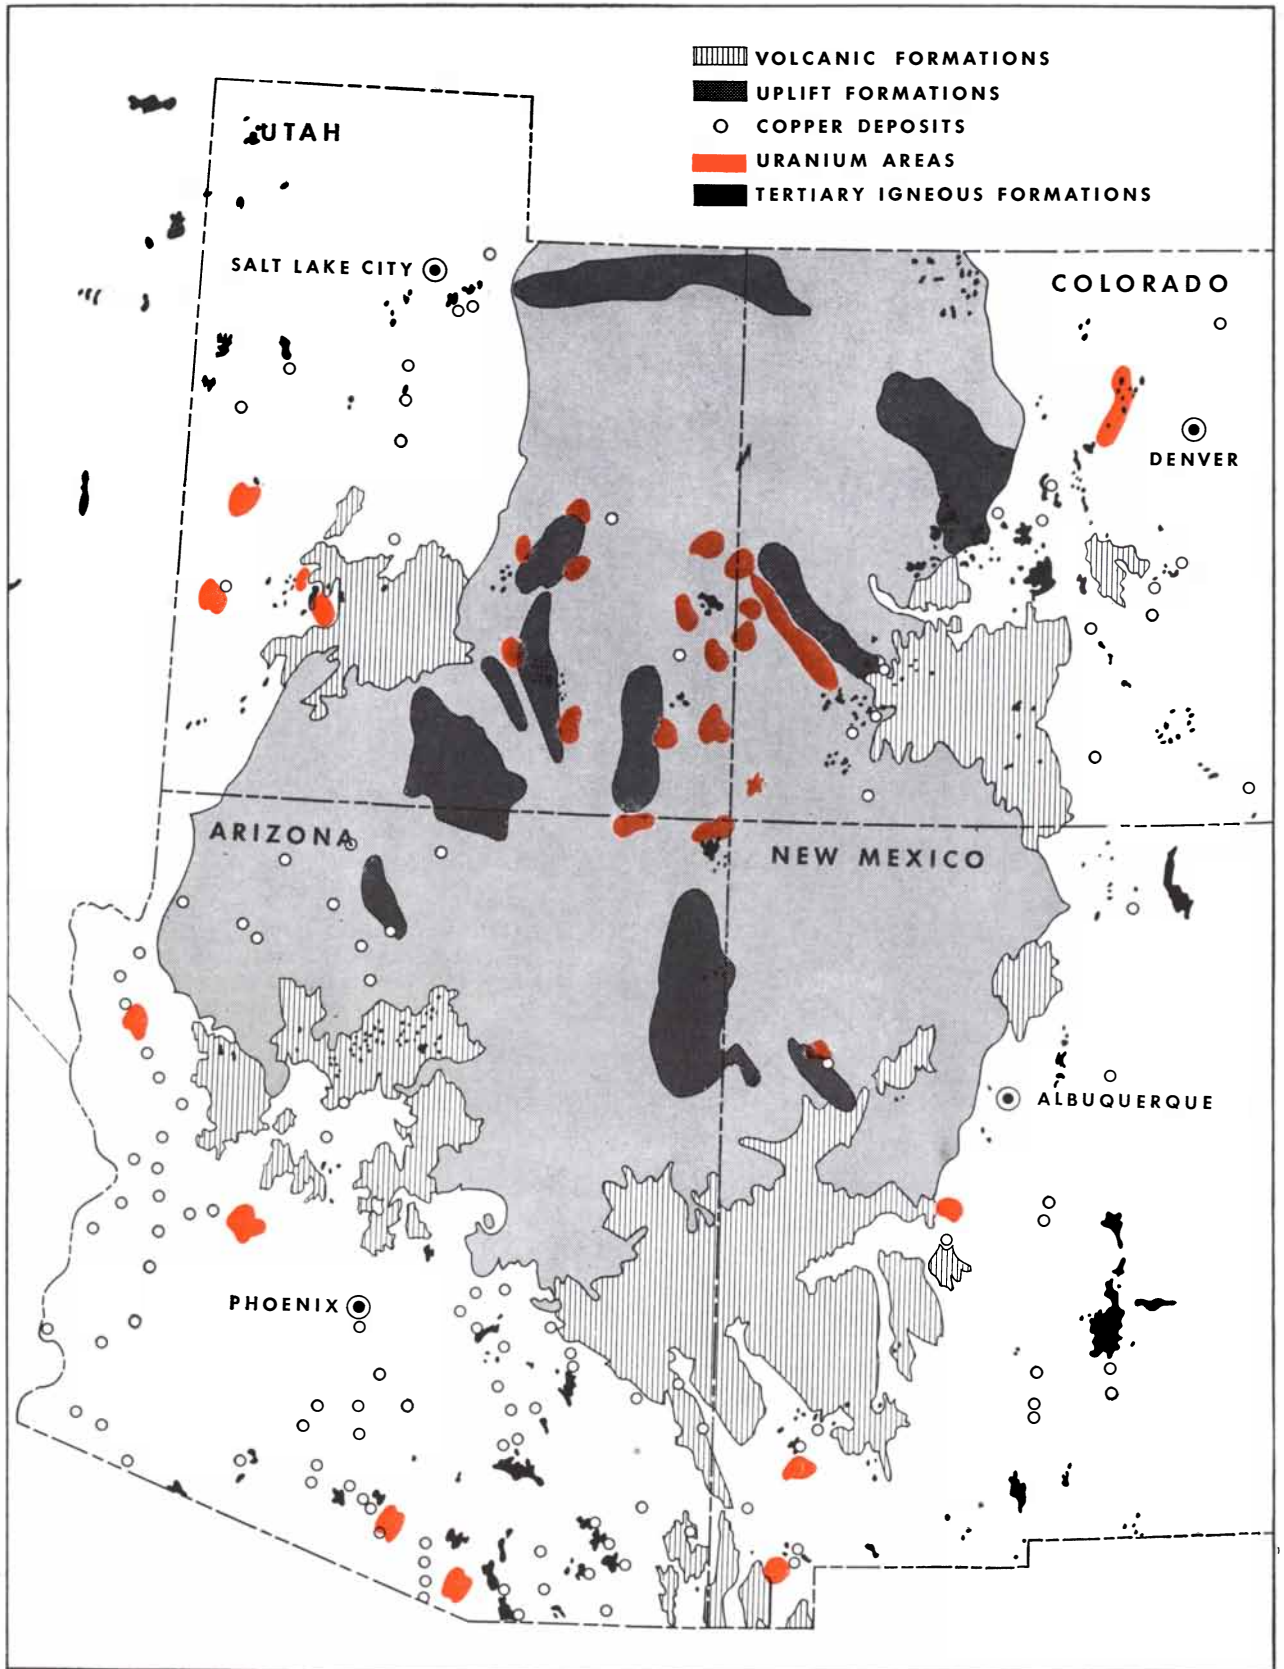 VOLCANIC FORMATIONS
UPLIFT FORMATIONS
COPPER DEPOSITS
URANIUM AREAS
TERTIARY IGNEOUS FORMATIONS
UTAH
SALT LAKE CITY
COLORADO
DENVER
ARIZONA
NEW MEXICO
ALBUQUERQUE
PHOENIX